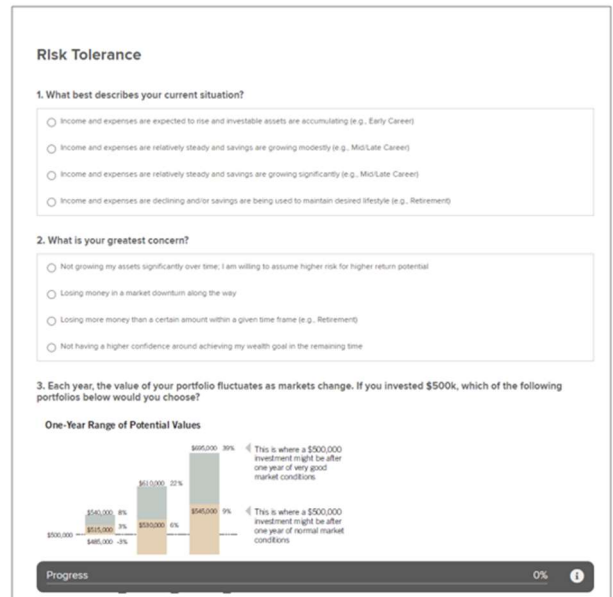 Risk Tolerance
1. What best describes your current situation?
Income and expenses are expected to rise and investable assets are accumulating (e.g., Early Career)
Income and expenses are relatively steady and savings are growing modestly (e.g., Mid/Late Career)
Income and expenses are relatively steady and savings are growing significantly (e.g., Mid/Late Career)
Income and expenses are declining and/or savings are being used to maintain desired lifestyle (e.g., Retirement)
2. What is your greatest concern?
Not growing my assets significantly over time; I am willing to assume higher risk for higher return potential
Losing money in a market downturn along the way
Losing more money than a certain amount within a given time frame (e.g., Retirement)
Not having a higher confidence around achieving my wealth goal in the remaining time
3. Each year, the value of your portfolio fluctuates as markets change. If you invested $500k, which of the following
portfolios below would you choose?
One-Year Range of Potential Values
$695,000 39%
This is where a $500,000
investment might be after
one year of very good
market conditions
$610,000 22%
$540,000 8%
$515,000 3%
$530,000 6%
$545,000 9%
This is where a $500,000
investment might be after
one year of normal market
conditions
$500,000
$485,000 -3%
Progress 0%